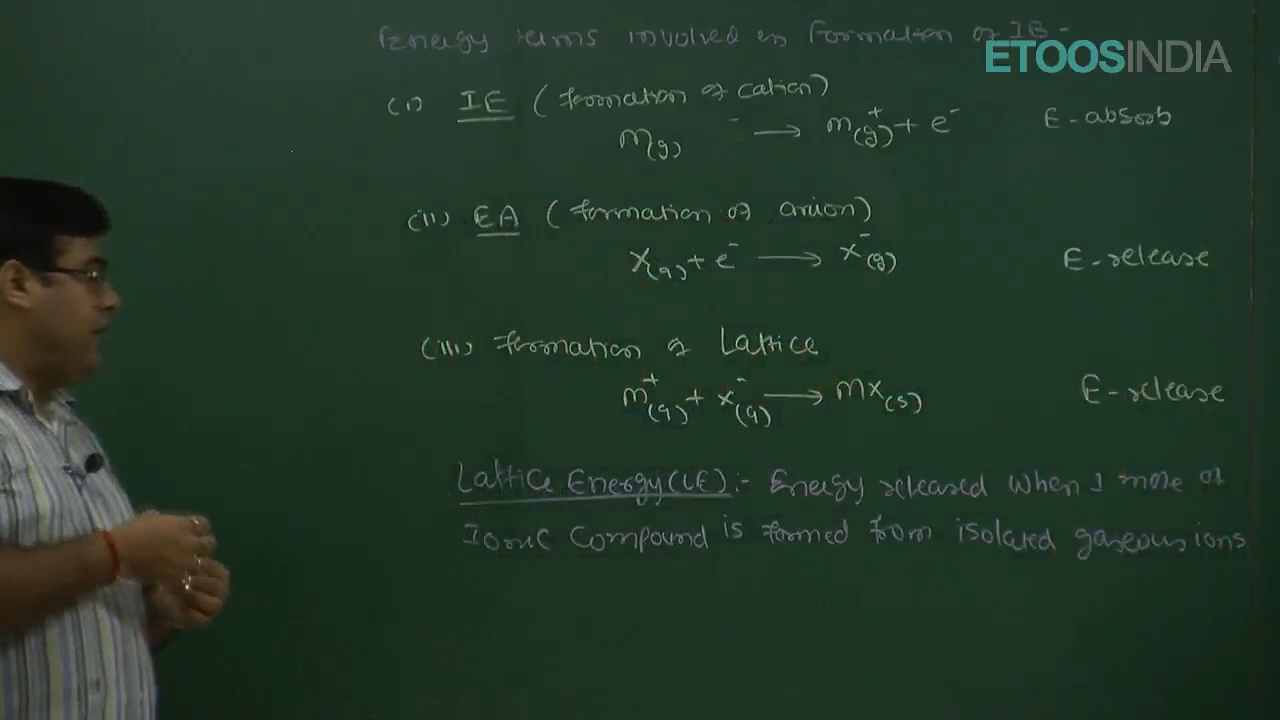 Energy terms involved in Formation of IB -
ETOOSINDIA
(i) IE (formation of cation)
M(g) → M⁺(g) + e⁻ E-absorb
(ii) EA (formation of anion)
X(g) + e⁻ → X⁻(g) E-release
(iii) Formation of Lattice
M⁺(g) + X⁻(g) → MX(s) E-release
Lattice Energy(LE):- Energy released when 1 mole of
Ionic Compound is formed from isolated gaseous ions